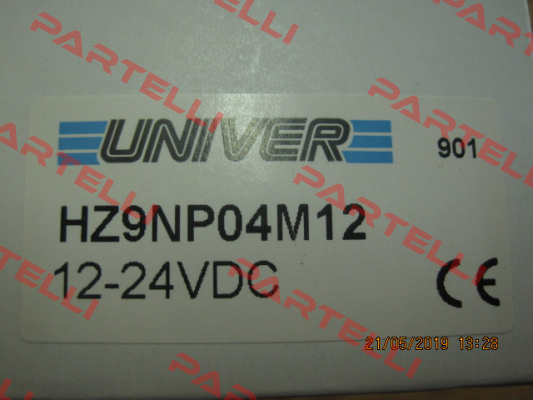 PARTELLI
PARTELLI
PARTELLI
UNIVER
901
HZ9NP04M12
12-24VDC
CE
21/05/2019 13:28
PARTELLI
PARTELLI